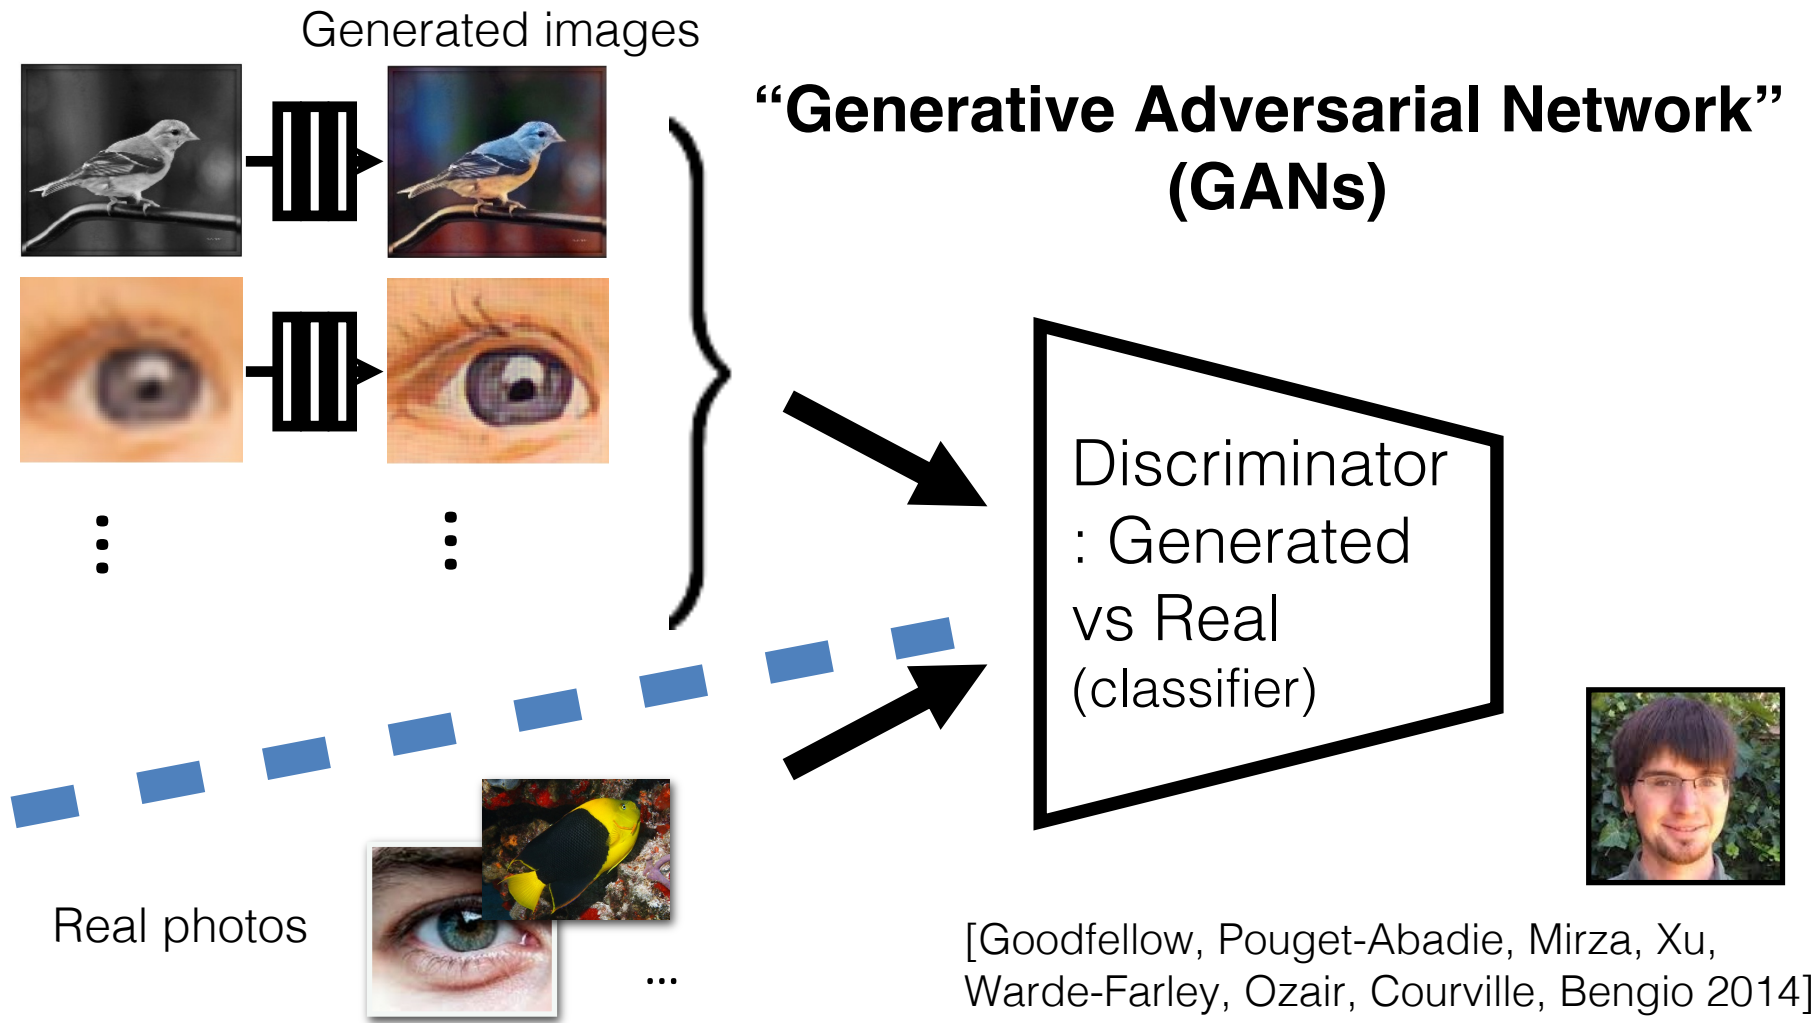 Generated images
“Generative Adversarial Network”
(GANs)
Discriminator
: Generated
vs Real
(classifier)
Real photos
...
[Goodfellow, Pouget-Abadie, Mirza, Xu,
Warde-Farley, Ozair, Courville, Bengio 2014]